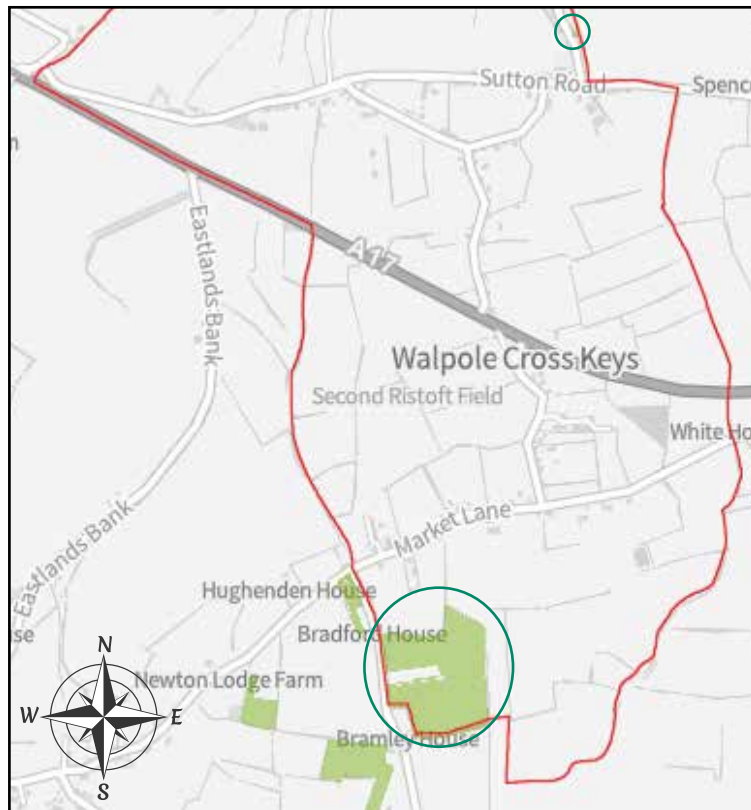 Sutton Road
Spenc
Eastlands Bank
A17
Walpole Cross Keys
Second Ristoft Field
White Ho
Market Lane
Eastlands Bank
Hughenden House
Bradford House
Newton Lodge Farm
Bramley House
se
N
W
E
S